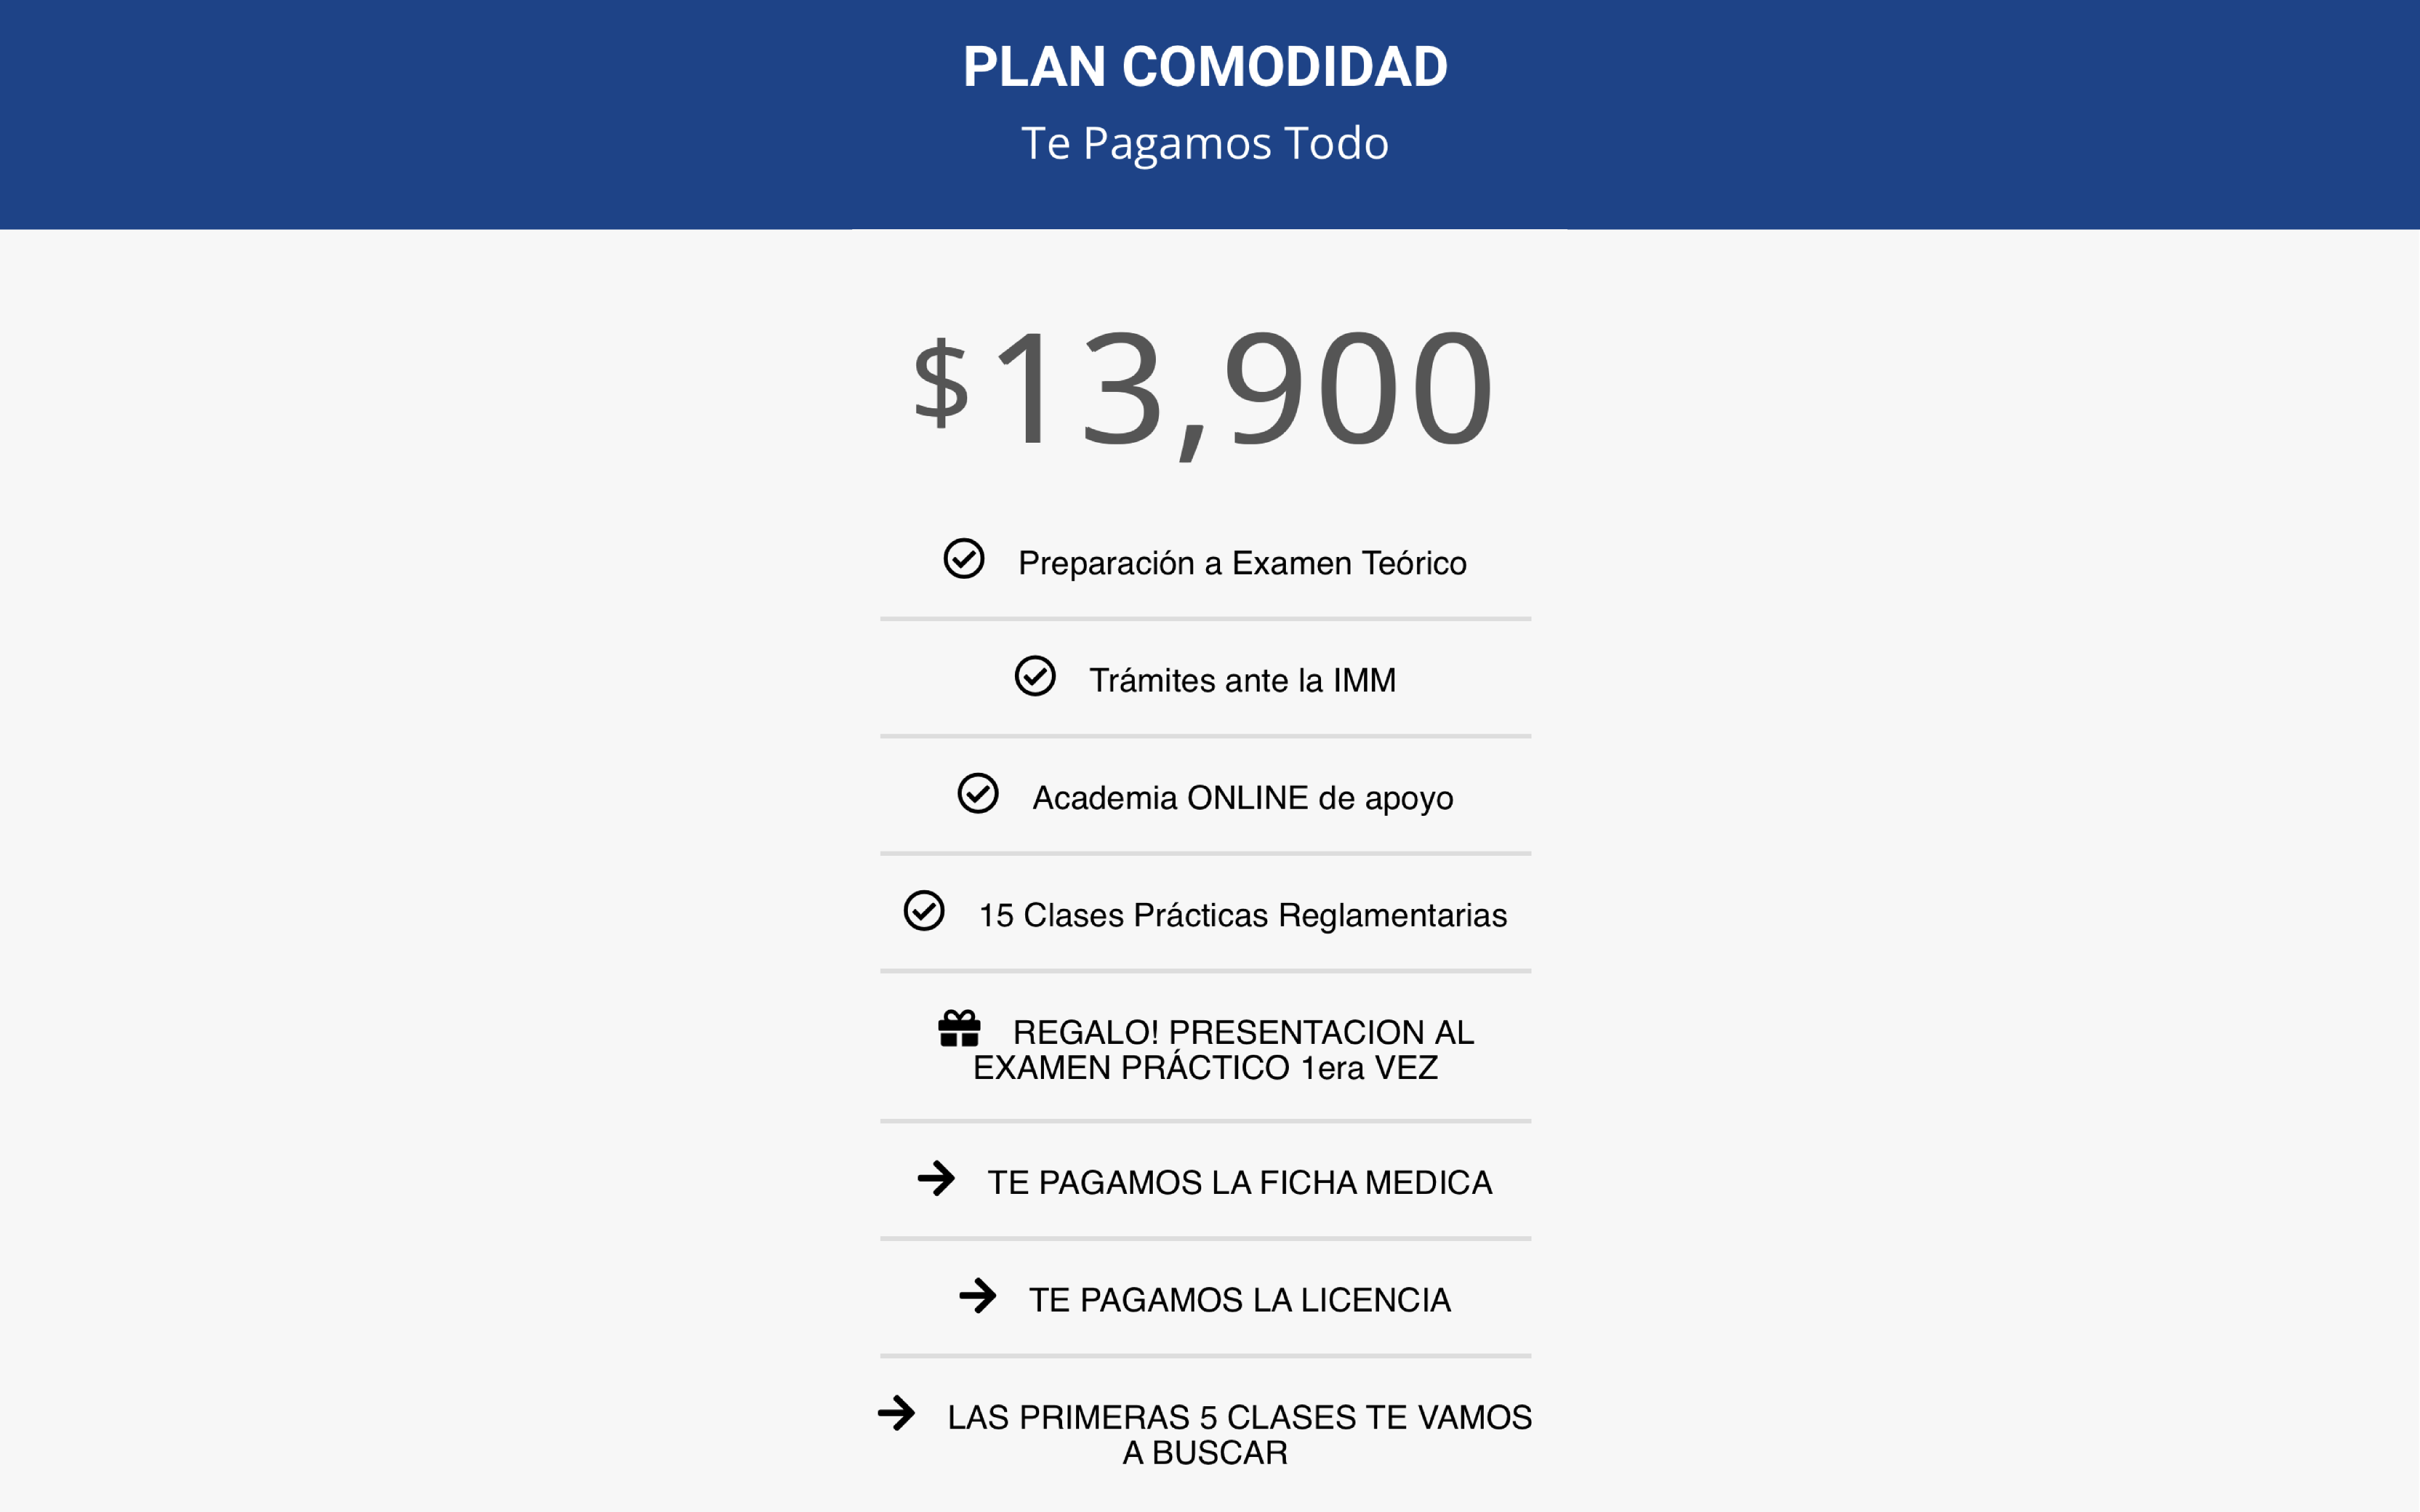 PLAN COMODIDAD
Te Pagamos Todo
$13,900
Preparación a Examen Teórico
Trámites ante la IMM
Academia ONLINE de apoyo
15 Clases Prácticas Reglamentarias
REGALO! PRESENTACION AL
EXAMEN PRÁCTICO 1era VEZ
TE PAGAMOS LA FICHA MEDICA
TE PAGAMOS LA LICENCIA
LAS PRIMERAS 5 CLASES TE VAMOS
A BUSCAR